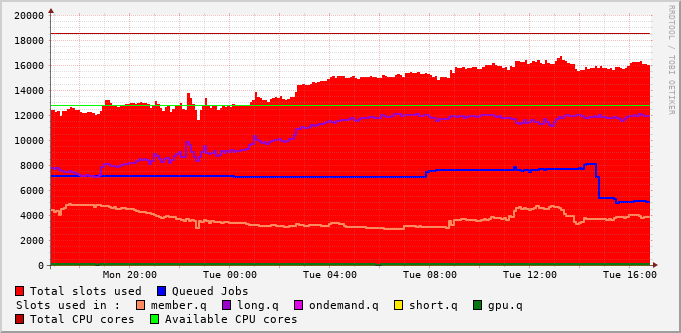 RRDTOOL / TOBI OETIKER
20000
18000
16000
14000
12000
10000
8000
6000
4000
2000
0
Mon 20:00 Tue 00:00 Tue 04:00 Tue 08:00 Tue 12:00 Tue 16:00
Total slots used Queued Jobs
Slots used in : member.q long.q ondemand.q short.q gpu.q
Total CPU cores Available CPU cores